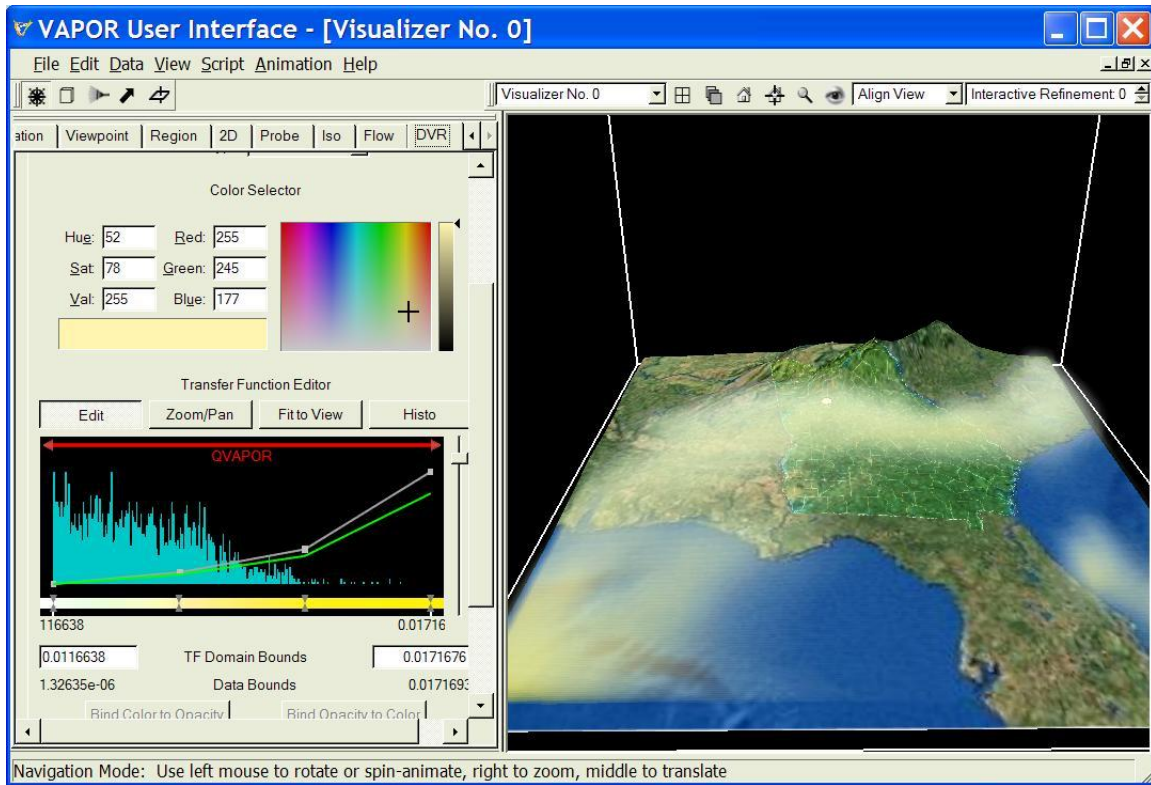 VAPOR User Interface - [Visualizer No. 0]
File Edit Data View Script Animation Help
Visualizer No. 0 Align View Interactive Refinement: 0
ation Viewpoint Region 2D Probe Iso Flow DVR
Color Selector
Hue: 52 Red: 255
Sat: 78 Green: 245
Val: 255 Blue: 177
Transfer Function Editor
Edit Zoom/Pan Fit to View Histo
QVAPOR
116638 0.01716
0.0116638 TF Domain Bounds 0.0171676
1.32635e-06 Data Bounds 0.0171693
Bind Color to Opacity Bind Opacity to Color
Navigation Mode: Use left mouse to rotate or spin-animate, right to zoom, middle to translate